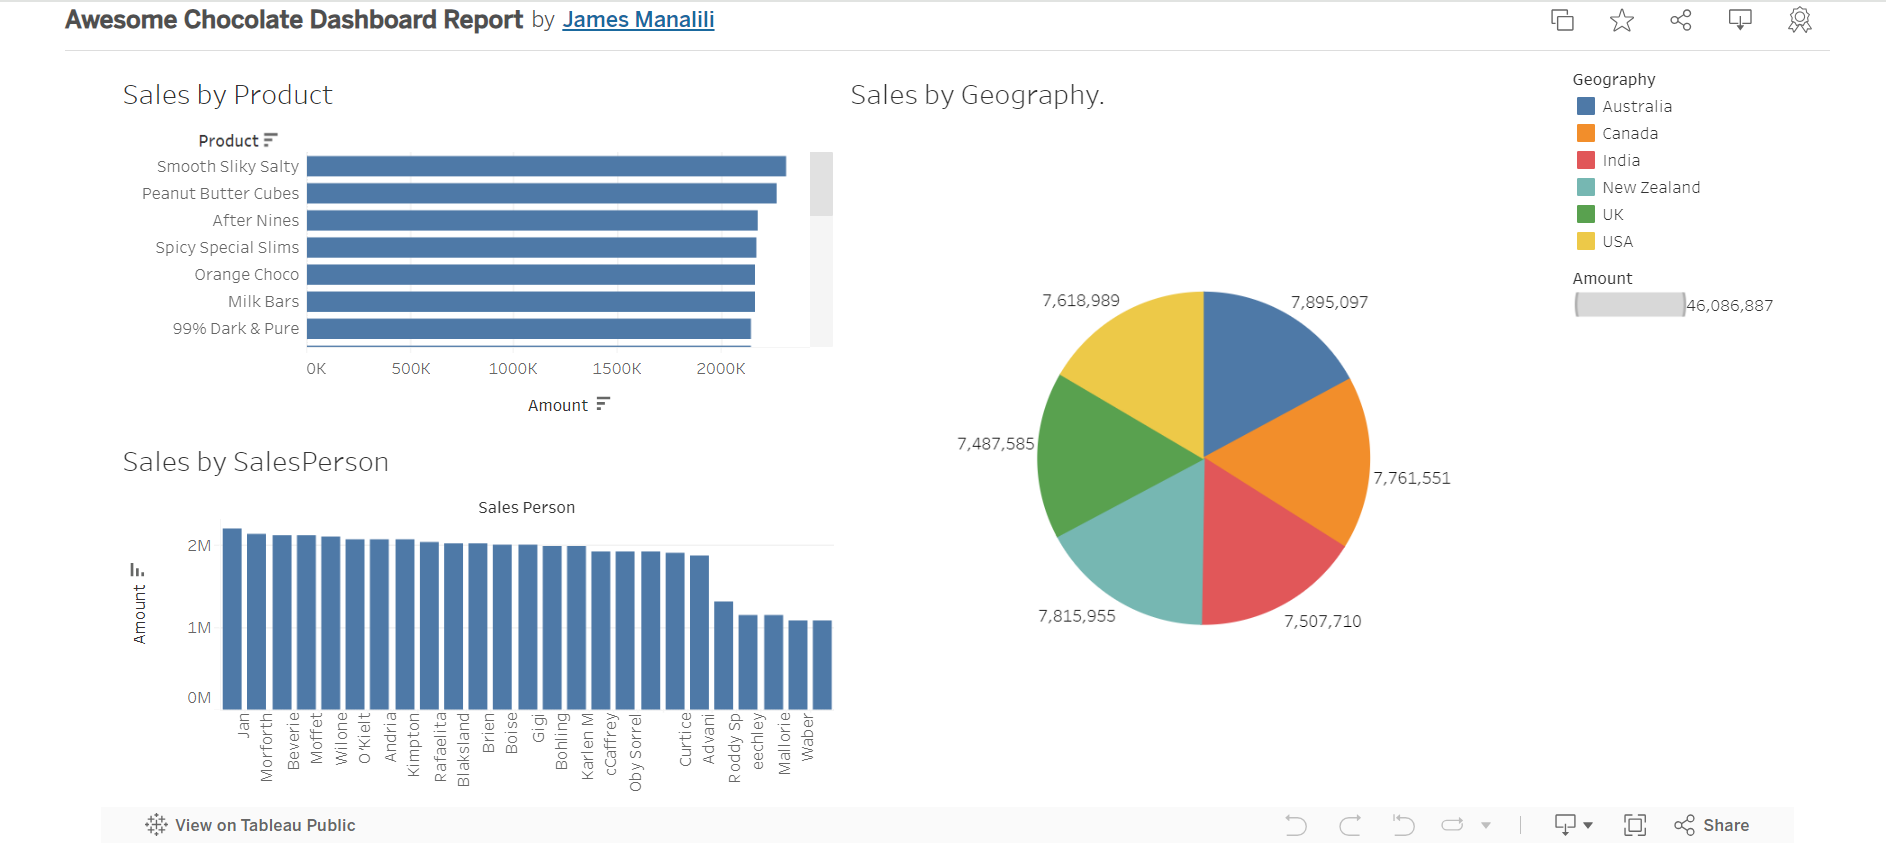 Awesome Chocolate Dashboard Report by James Manalili
Sales by Product
Product
Smooth Sliky Salty
Peanut Butter Cubes
After Nines
Spicy Special Slims
Orange Choco
Milk Bars
99% Dark & Pure
0K 500K 1000K 1500K 2000K
Amount
Sales by SalesPerson
Sales Person
Amount
2M
1M
0M
Jan
Morforth
Beverie
Moffet
Wilone
O'Kielt
Andria
Kimpton
Rafaelita
Blaksland
Brien
Boise
Gigi
Bohling
Karlen M
cCaffrey
Oby Sorrel
Curtice
Advani
Roddy Sp
eechley
Mallorie
Waber
Sales by Geography.
7,618,989
7,895,097
7,487,585
7,761,551
7,815,955
7,507,710
Geography
Australia
Canada
India
New Zealand
UK
USA
Amount
46,086,887
View on Tableau Public
Share